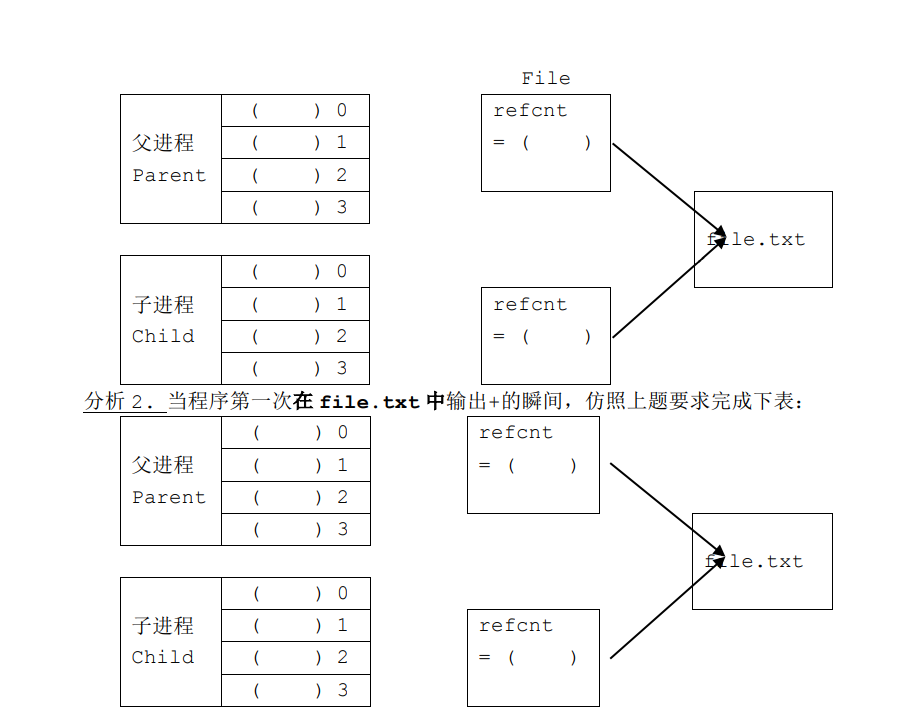 File
父进程
Parent
(    ) 0
(    ) 1
(    ) 2
(    ) 3
refcnt
= (    )
file.txt
子进程
Child
(    ) 0
(    ) 1
(    ) 2
(    ) 3
refcnt
= (    )
分析 2. 当程序第一次在 file.txt 中输出+的瞬间，仿照上题要求完成下表：
父进程
Parent
(    ) 0
(    ) 1
(    ) 2
(    ) 3
refcnt
= (    )
file.txt
子进程
Child
(    ) 0
(    ) 1
(    ) 2
(    ) 3
refcnt
= (    )